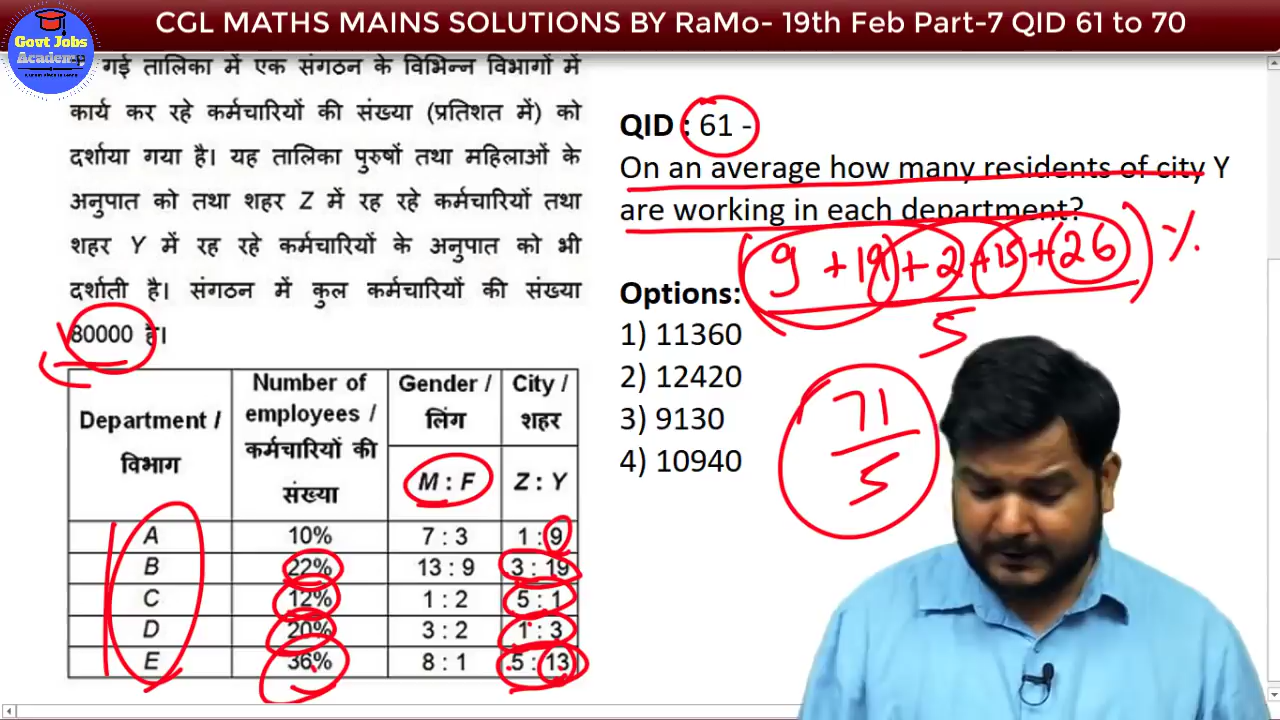 CGL MATHS MAINS SOLUTIONS BY RaMo- 19th Feb Part-7 QID 61 to 70
Govt Jobs
Academy
गई तालिका में एक संगठन के विभिन्न विभागों में
कार्य कर रहे कर्मचारियों की संख्या (प्रतिशत में) को
दर्शाया गया है। यह तालिका पुरुषों तथा महिलाओं के
अनुपात को तथा शहर Z में रह रहे कर्मचारियों तथा
शहर Y में रह रहे कर्मचारियों के अनुपात को भी
दर्शाती है। संगठन में कुल कर्मचारियों की संख्या
80000 है।
Department / विभाग
Number of employees / कर्मचारियों की संख्या
Gender / लिंग
City / शहर
M : F
Z : Y
A 10% 7 : 3 1 : 9
B 22% 13 : 9 3 : 19
C 12% 1 : 2 5 : 1
D 20% 3 : 2 1 : 3
E 36% 8 : 1 5 : 13
QID : 61 -
On an average how many residents of city Y
are working in each department?
(9 + 19 + 2 + 15 + 26) %
5
Options:
1) 11360
2) 12420
3) 9130
4) 10940
71
5